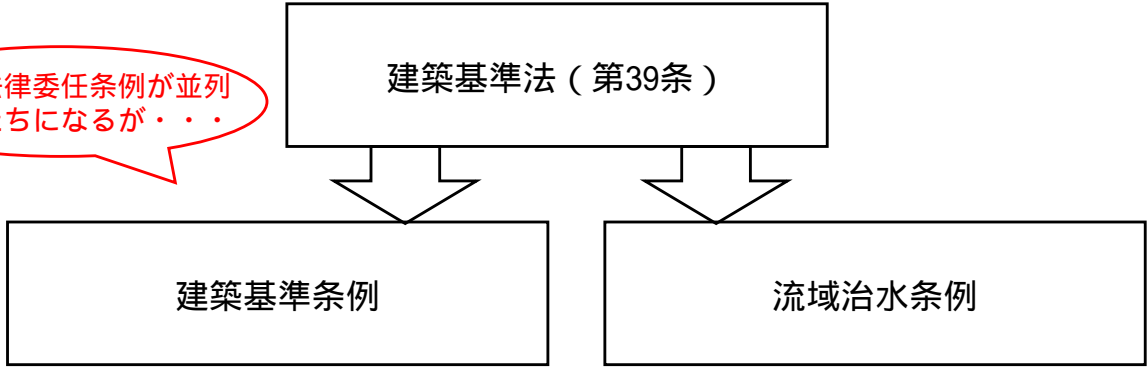 建築基準法（第39条）
律委任条例が並列
ちになるが・・・
建築基準条例
流域治水条例